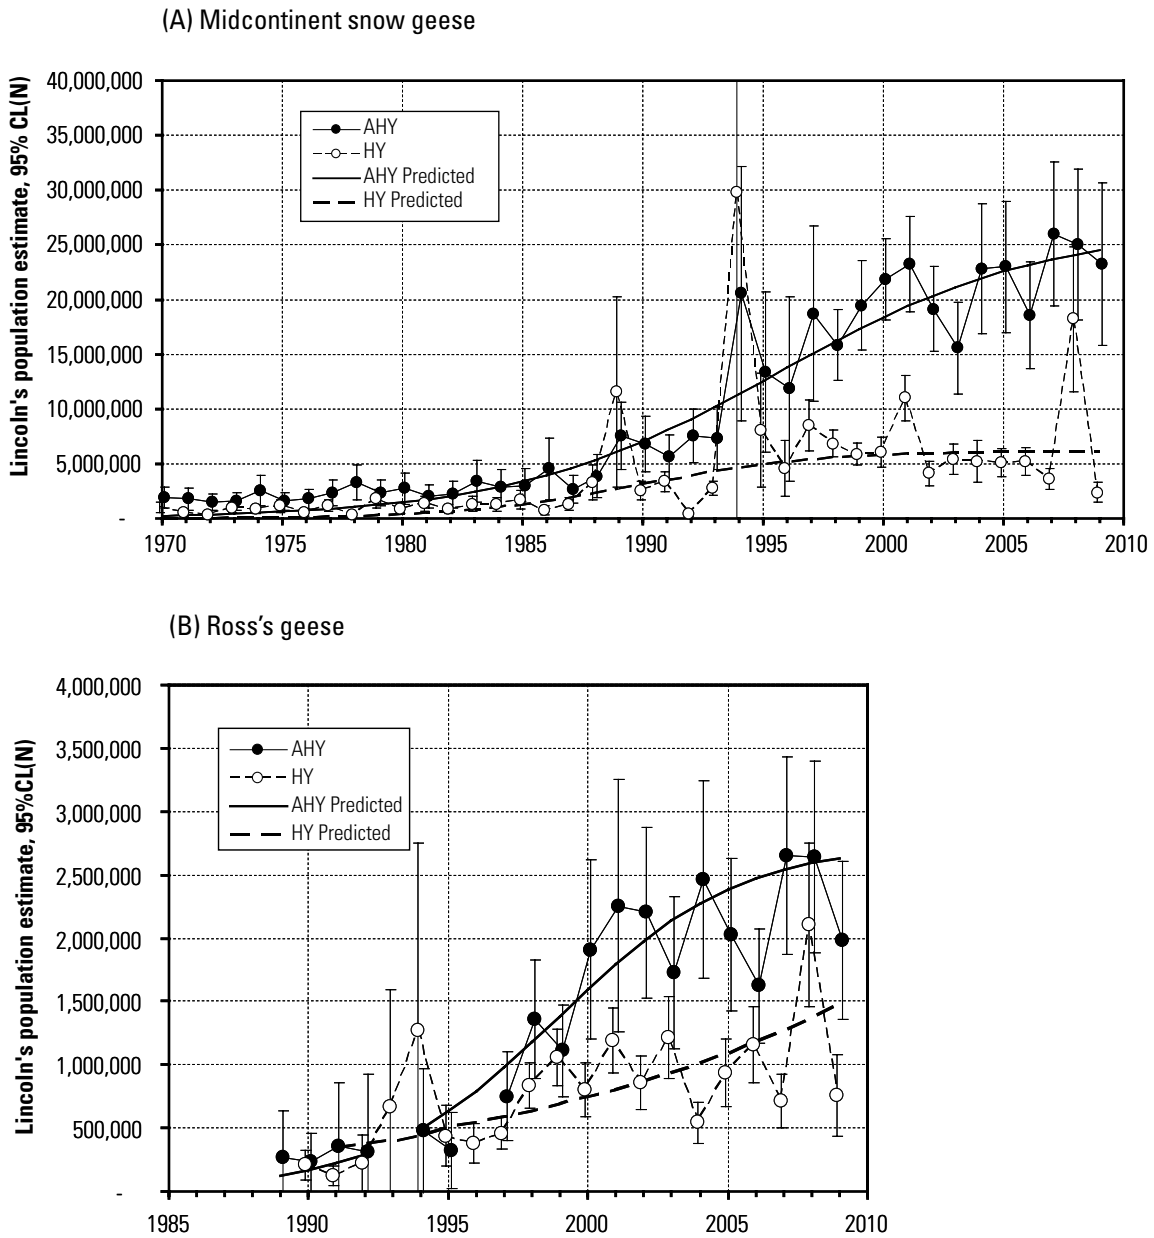 (A) Midcontinent snow geese
Lincoln's population estimate, 95% CL(N)
40,000,000
35,000,000
30,000,000
25,000,000
20,000,000
15,000,000
10,000,000
5,000,000
-
AHY
HY
AHY Predicted
HY Predicted
1970 1975 1980 1985 1990 1995 2000 2005 2010
(B) Ross's geese
Lincoln's population estimate, 95%CL(N)
4,000,000
3,500,000
3,000,000
2,500,000
2,000,000
1,500,000
1,000,000
500,000
-
AHY
HY
AHY Predicted
HY Predicted
1985 1990 1995 2000 2005 2010